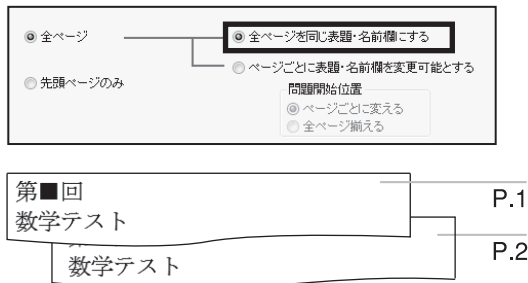 全ページ
全ページを同じ表題・名前欄にする
ページごとに表題・名前欄を変更可能とする
先頭ページのみ
問題開始位置
ページごとに変える
全ページ揃える
第■回
数学テスト
P.1
P.2
数学テスト